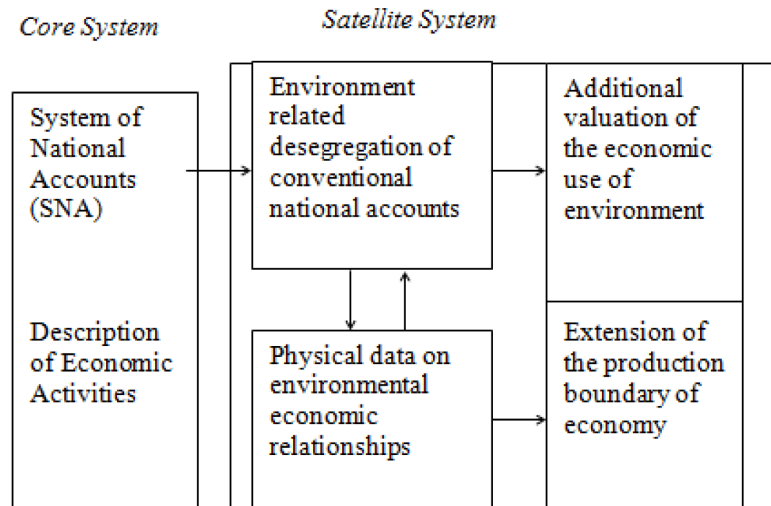 Core System
Satellite System
System of
National
Accounts
(SNA)
Description
of Economic
Activities
Environment
related
desegregation of
conventional
national accounts
Physical data on
environmental
economic
relationships
Additional
valuation of
the economic
use of
environment
Extension of
the production
boundary of
economy